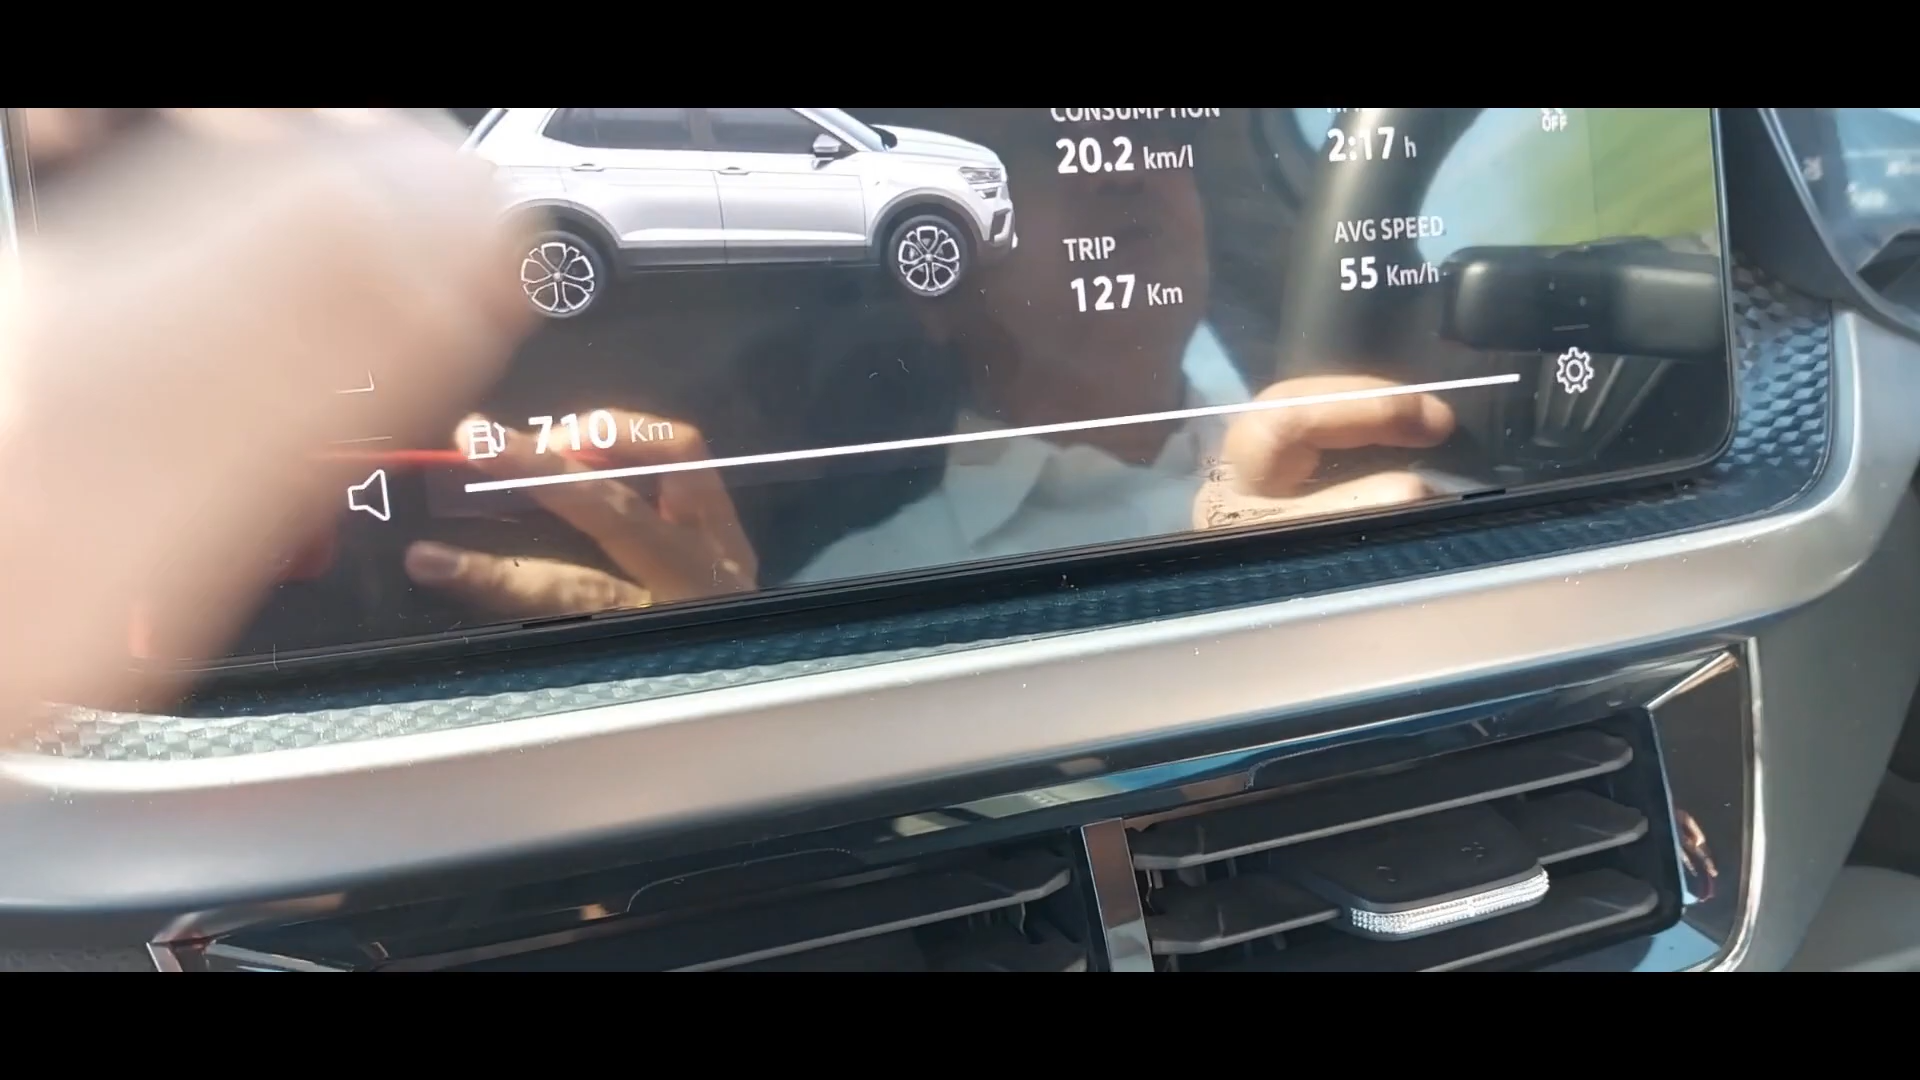 CONSUMPTION
20.2 km/l
2:17 h
OFF
TRIP
127 Km
AVG SPEED
55 Km/h
710 Km